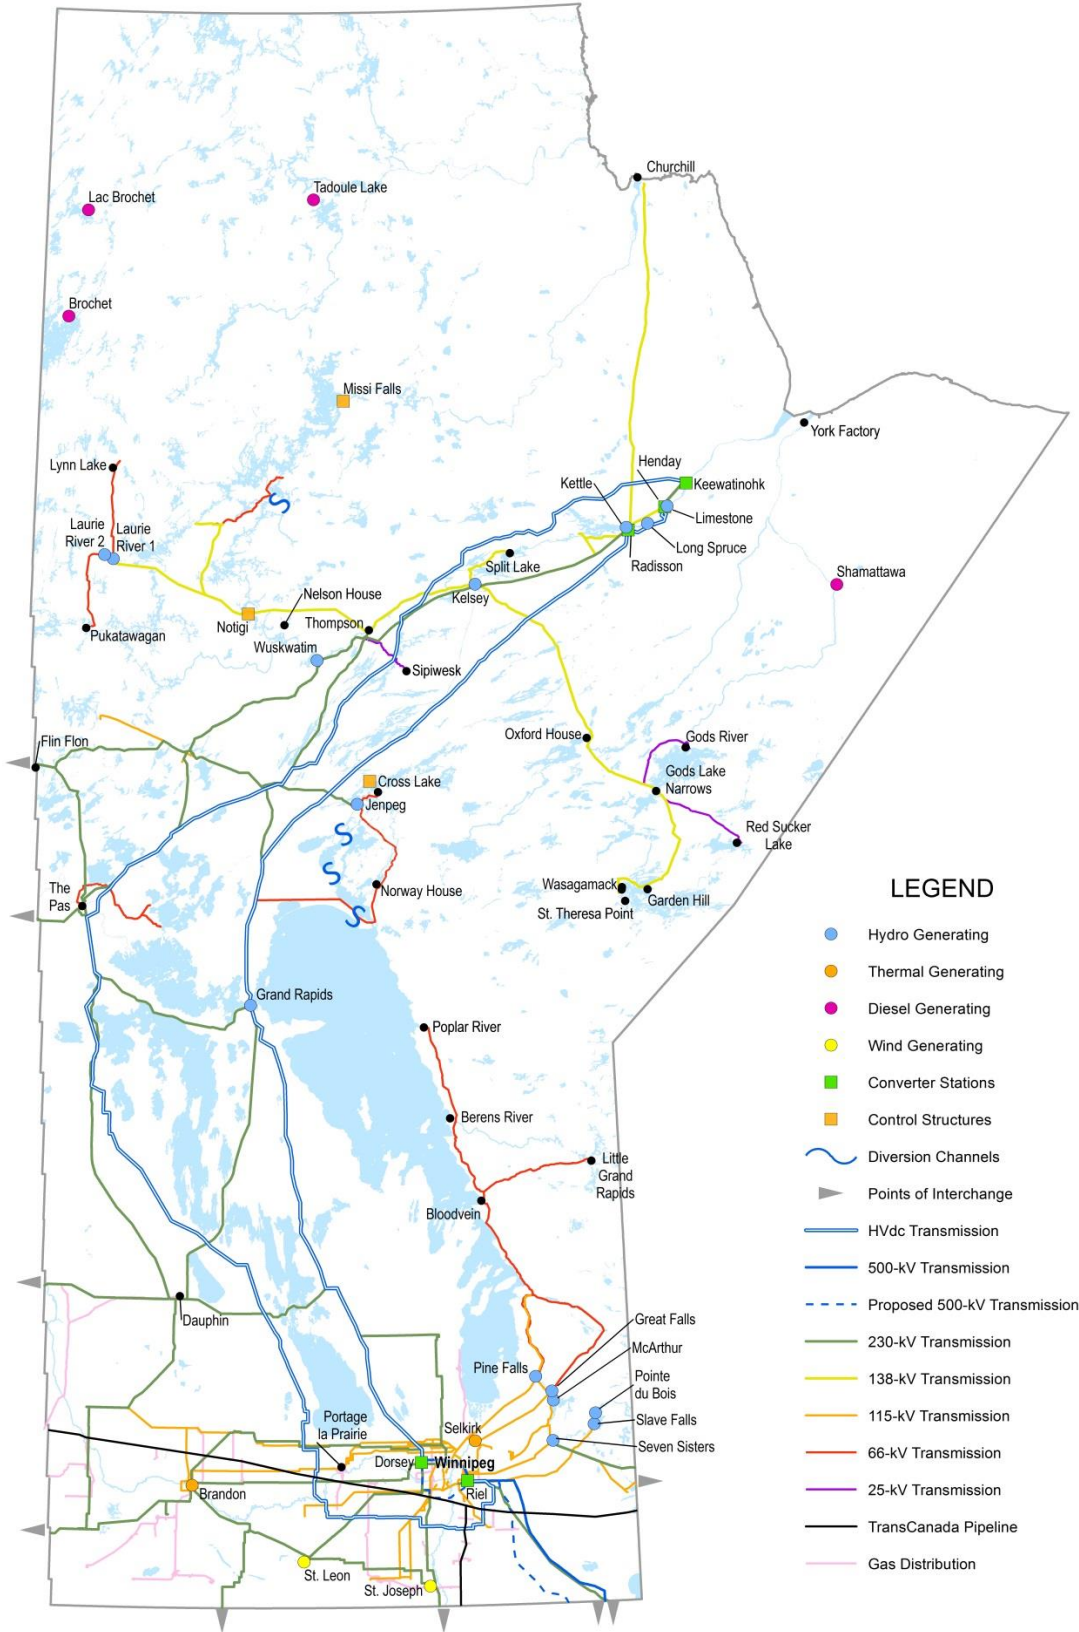 Churchill
Lac Brochet
Tadoule Lake
Brochet
Missi Falls
York Factory
Lynn Lake
Henday
Kettle
Keewatinohk
Limestone
Laurie
River 2
Laurie
River 1
Long Spruce
Radisson
Split Lake
Shamattawa
Kelsey
Nelson House
Notigi
Thompson
Pukatawagan
Wuskwatim
Sipiwesk
Flin Flon
Oxford House
Gods River
Gods Lake
Narrows
Cross Lake
Jenpeg
Red Sucker
Lake
The
Pas
Norway House
Wasagamack
Garden Hill
St. Theresa Point
Grand Rapids
Poplar River
Berens River
Little
Grand
Rapids
Bloodvein
Dauphin
Great Falls
McArthur
Pine Falls
Pointe
du Bois
Slave Falls
Seven Sisters
Portage
la Prairie
Selkirk
Dorsey
Winnipeg
Riel
Brandon
St. Leon
St. Joseph
LEGEND
Hydro Generating
Thermal Generating
Diesel Generating
Wind Generating
Converter Stations
Control Structures
Diversion Channels
Points of Interchange
HVdc Transmission
500-kV Transmission
Proposed 500-kV Transmission
230-kV Transmission
138-kV Transmission
115-kV Transmission
66-kV Transmission
25-kV Transmission
TransCanada Pipeline
Gas Distribution